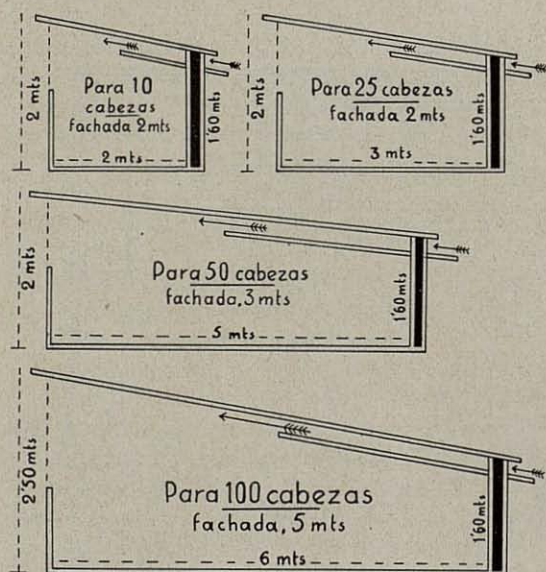 2 mts
Para 10
cabezas
fachada 2mts
1'60 mts
2 mts
2 mts
Para 25 cabezas
fachada 2 mts
1'60 mts
3 mts
2 mts
Para 50 cabezas
fachada, 3 mts
1'60 mts
5 mts
2'50 mts
Para 100 cabezas
fachada, 5 mts
1'60 mts
6 mts